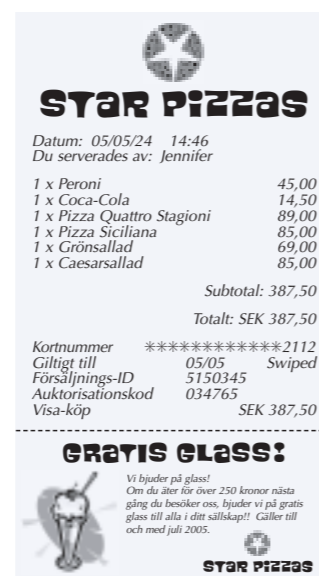 STAR PIZZAS
Datum: 05/05/24 14:46
Du serverades av: Jennifer
1 x Peroni 45,00
1 x Coca-Cola 14,50
1 x Pizza Quattro Stagioni 89,00
1 x Pizza Siciliana 85,00
1 x Grönsallad 69,00
1 x Caesarsallad 85,00
Subtotal: 387,50
Totalt: SEK 387,50
Kortnummer ************2112
Giltigt till 05/05 Swiped
Försäljnings-ID 5150345
Auktorisationskod 034765
Visa-köp SEK 387,50
GRATIS GLASS!
Vi bjuder på glass!
Om du äter för över 250 kronor nästa
gång du besöker oss, bjuder vi på gratis
glass till alla i ditt sällskap!! Gäller till
och med juli 2005.
STAR PIZZAS